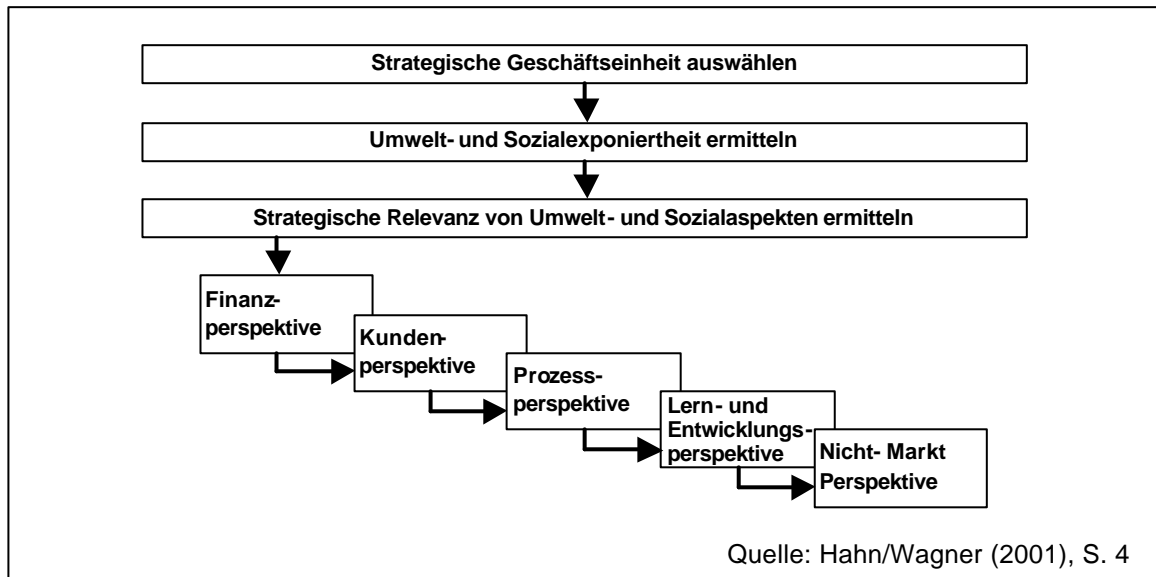 Strategische Geschäftseinheit auswählen
Umwelt- und Sozialexponiertheit ermitteln
Strategische Relevanz von Umwelt- und Sozialaspekten ermitteln
Finanz-
perspektive
Kunden-
perspektive
Prozess-
perspektive
Lern- und
Entwicklungs-
perspektive
Nicht- Markt
Perspektive
Quelle: Hahn/Wagner (2001), S. 4